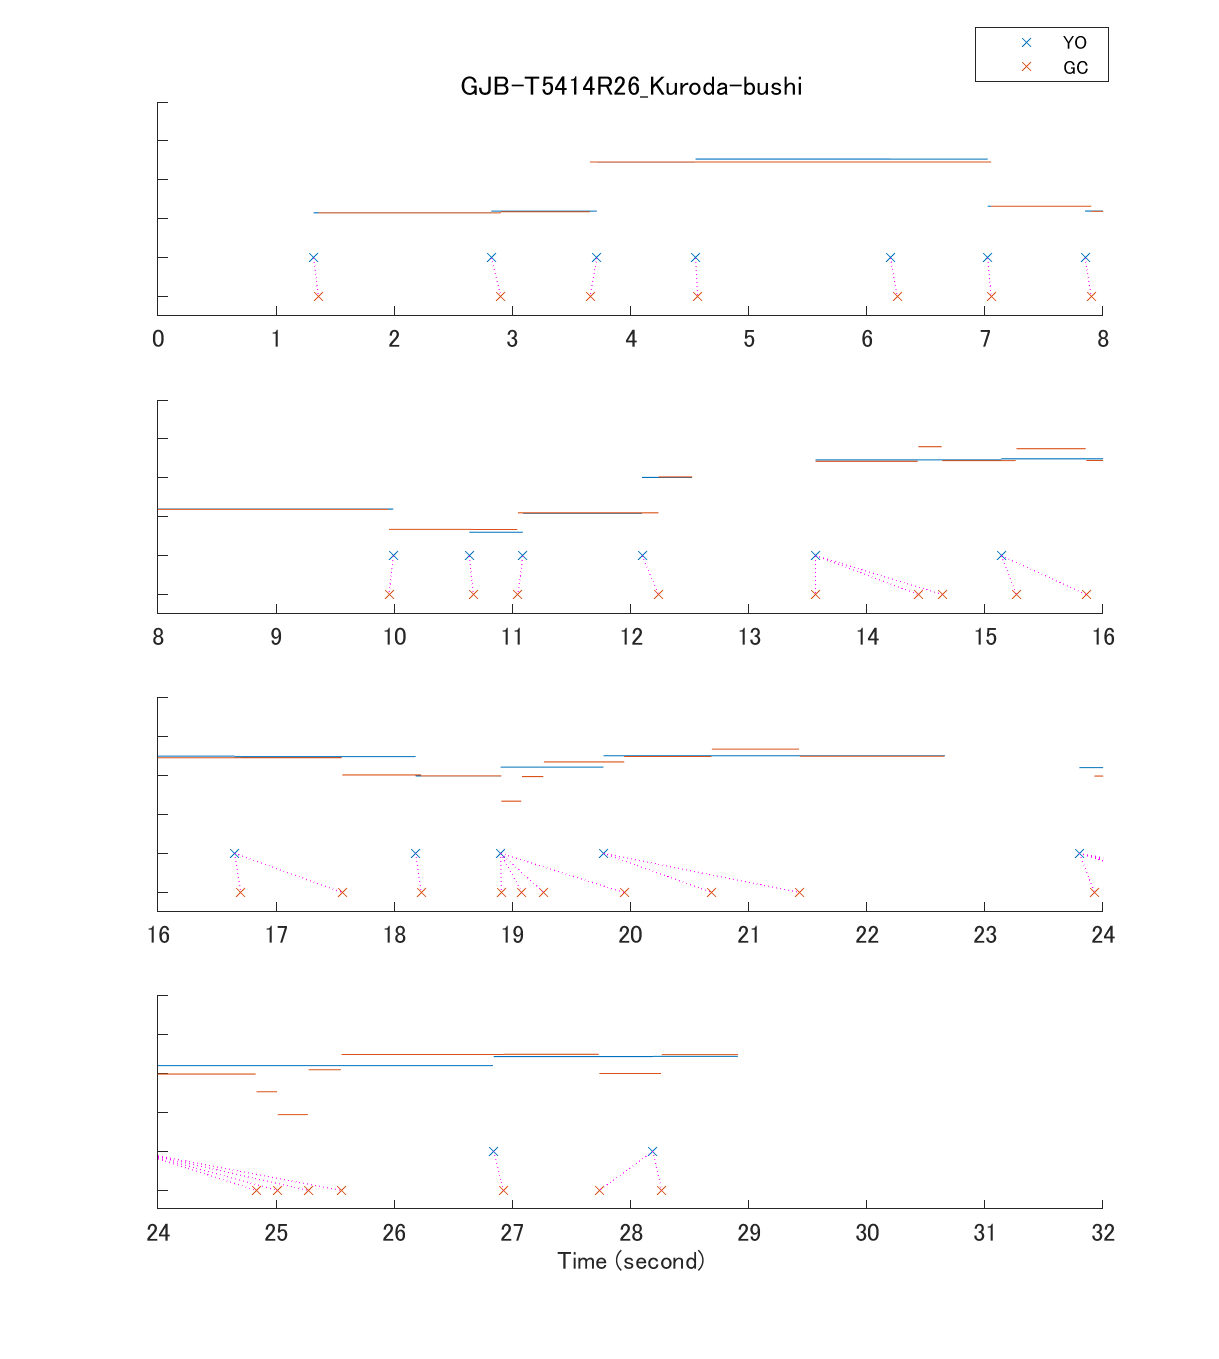 YO
GC
GJB-T5414R26_Kuroda-bushi
0 1 2 3 4 5 6 7 8
8 9 10 11 12 13 14 15 16
16 17 18 19 20 21 22 23 24
24 25 26 27 28 29 30 31 32
Time (second)